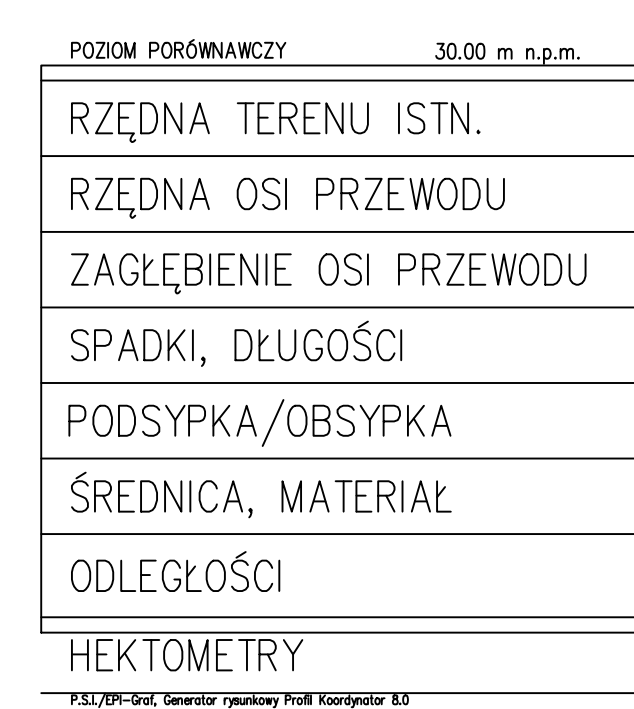 POZIOM PORÓWNAWCZY 30.00 m n.p.m.
RZĘDNA TERENU ISTN.
RZĘDNA OSI PRZEWODU
ZAGŁĘBIENIE OSI PRZEWODU
SPADKI, DŁUGOŚCI
PODSYPKA/OBSYPKA
ŚREDNICA, MATERIAŁ
ODLEGŁOŚCI
HEKTOMETRY
P.S.I./EPI-Graf, Generator rysunkowy Profil Koordynator 8.0